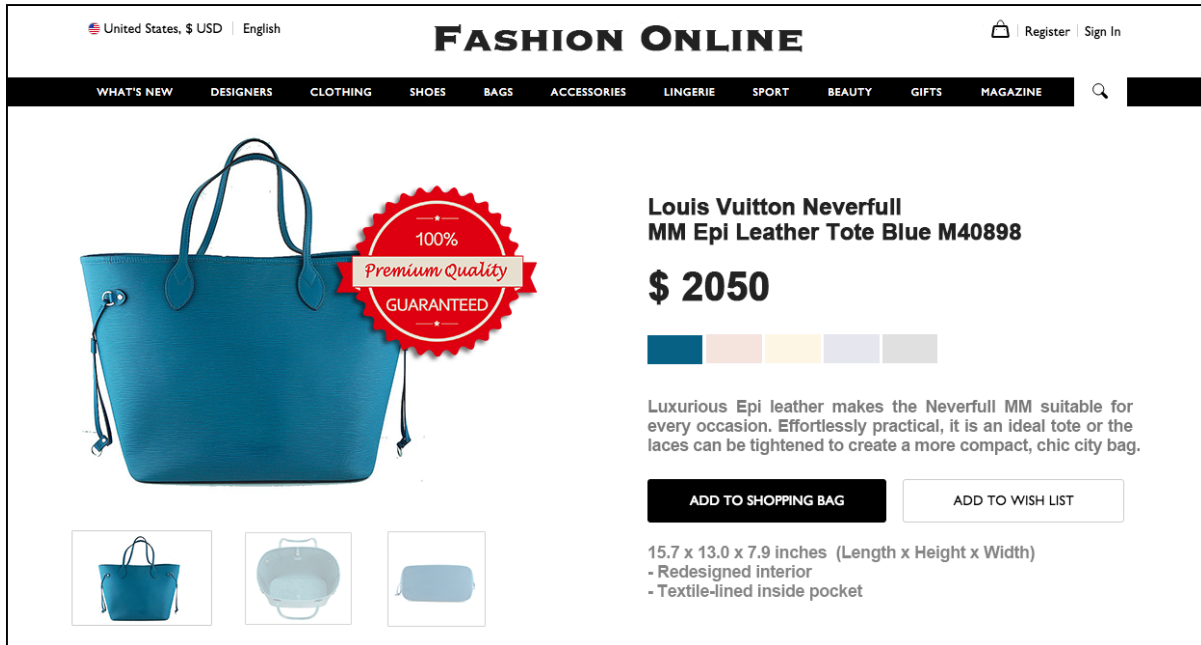 United States, $ USD English
FASHION ONLINE
Register Sign In
WHAT'S NEW DESIGNERS CLOTHING SHOES BAGS ACCESSORIES LINGERIE SPORT BEAUTY GIFTS MAGAZINE
100%
Premium Quality
GUARANTEED
Louis Vuitton Neverfull
MM Epi Leather Tote Blue M40898
$ 2050
Luxurious Epi leather makes the Neverfull MM suitable for
every occasion. Effortlessly practical, it is an ideal tote or the
laces can be tightened to create a more compact, chic city bag.
ADD TO SHOPPING BAG
ADD TO WISH LIST
15.7 x 13.0 x 7.9 inches (Length x Height x Width)
- Redesigned interior
- Textile-lined inside pocket